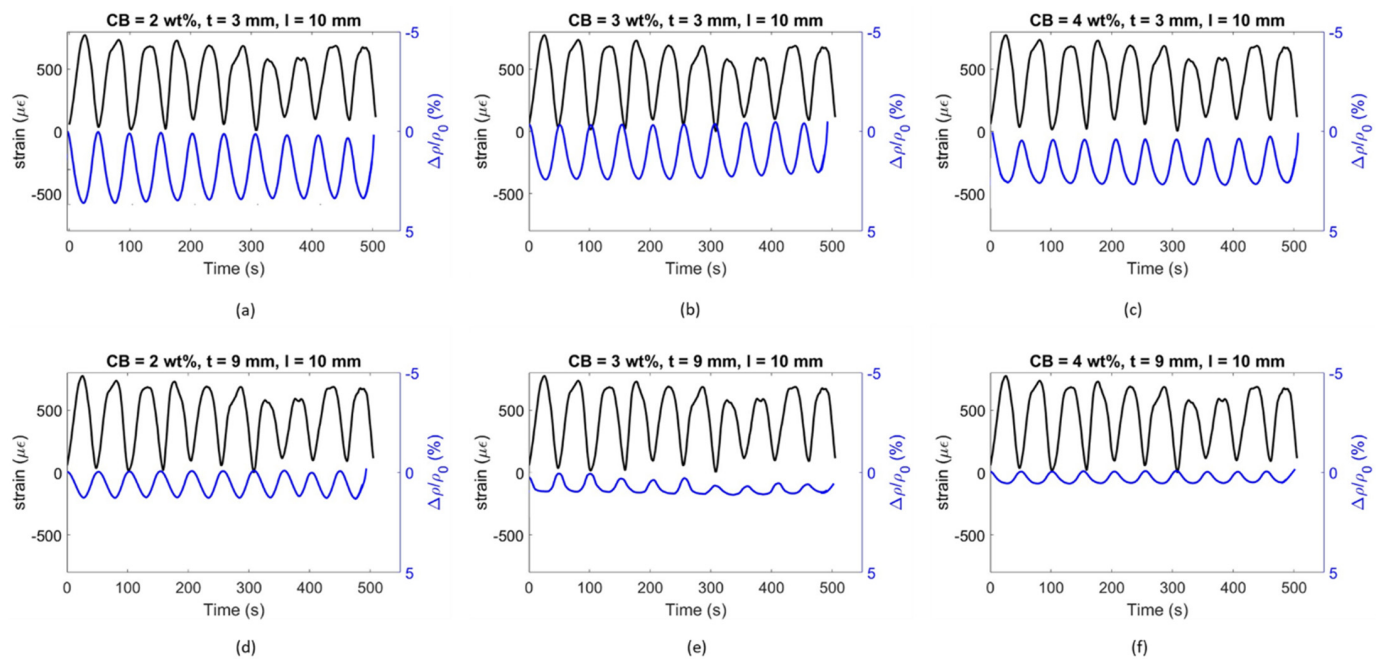 CB = 2 wt%, t = 3 mm, l = 10 mm
500
0
-500
strain (με)
-5
0
5
Δρ/ρ0 (%)
0 100 200 300 400 500
Time (s)
(a)
CB = 3 wt%, t = 3 mm, l = 10 mm
500
0
-500
strain (με)
-5
0
5
Δρ/ρ0 (%)
0 100 200 300 400 500
Time (s)
(b)
CB = 4 wt%, t = 3 mm, l = 10 mm
500
0
-500
strain (με)
-5
0
5
Δρ/ρ0 (%)
0 100 200 300 400 500
Time (s)
(c)
CB = 2 wt%, t = 9 mm, l = 10 mm
500
0
-500
strain (με)
-5
0
5
Δρ/ρ0 (%)
0 100 200 300 400 500
Time (s)
(d)
CB = 3 wt%, t = 9 mm, l = 10 mm
500
0
-500
strain (με)
-5
0
5
Δρ/ρ0 (%)
0 100 200 300 400 500
Time (s)
(e)
CB = 4 wt%, t = 9 mm, l = 10 mm
500
0
-500
strain (με)
-5
0
5
Δρ/ρ0 (%)
0 100 200 300 400 500
Time (s)
(f)